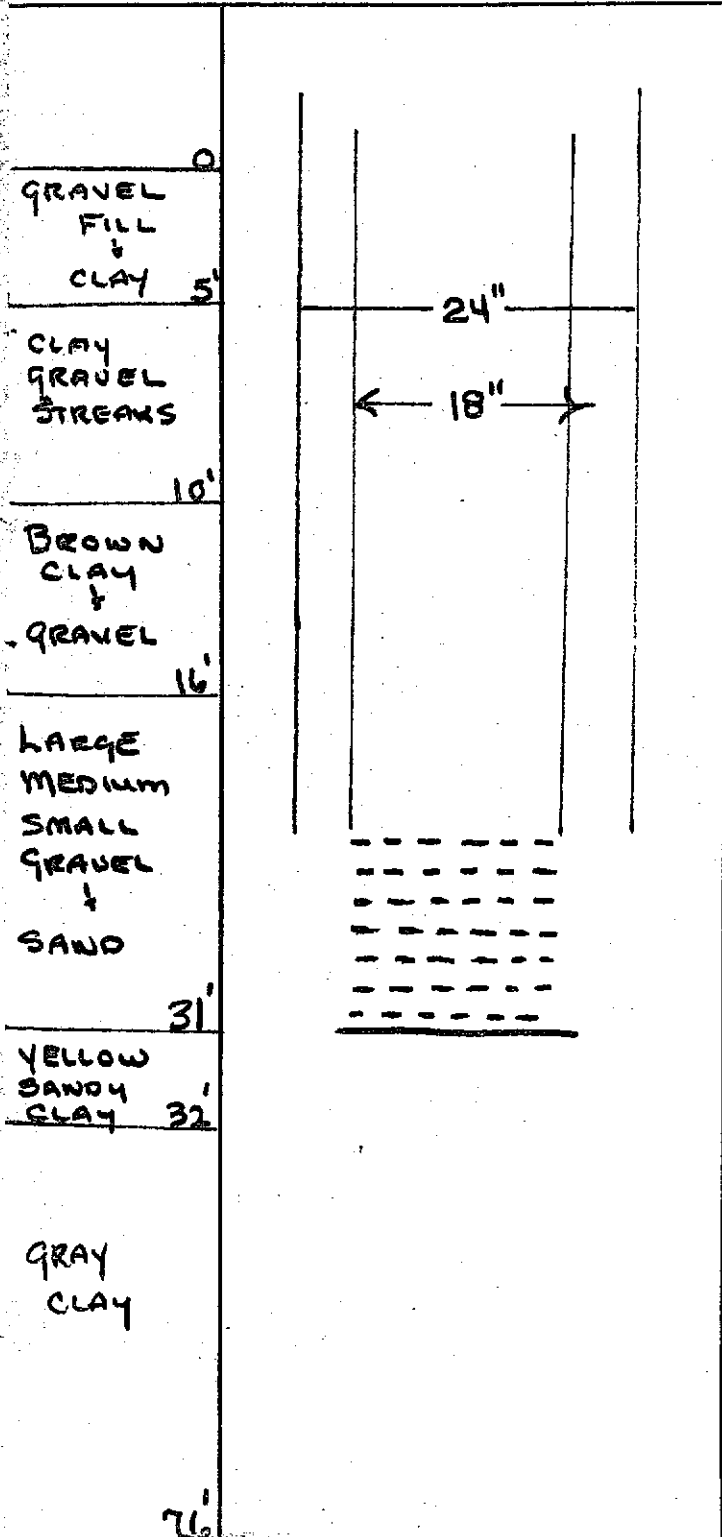 0
GRAVEL
FILL
&
CLAY 5'
24"
CLAY
GRAVEL
STREAKS
18"
10'
BROWN
CLAY
&
GRAVEL
16'
LARGE
MEDIUM
SMALL
GRAVEL
&
SAND
31'
YELLOW
SANDY
CLAY 32'
GRAY
CLAY
76'